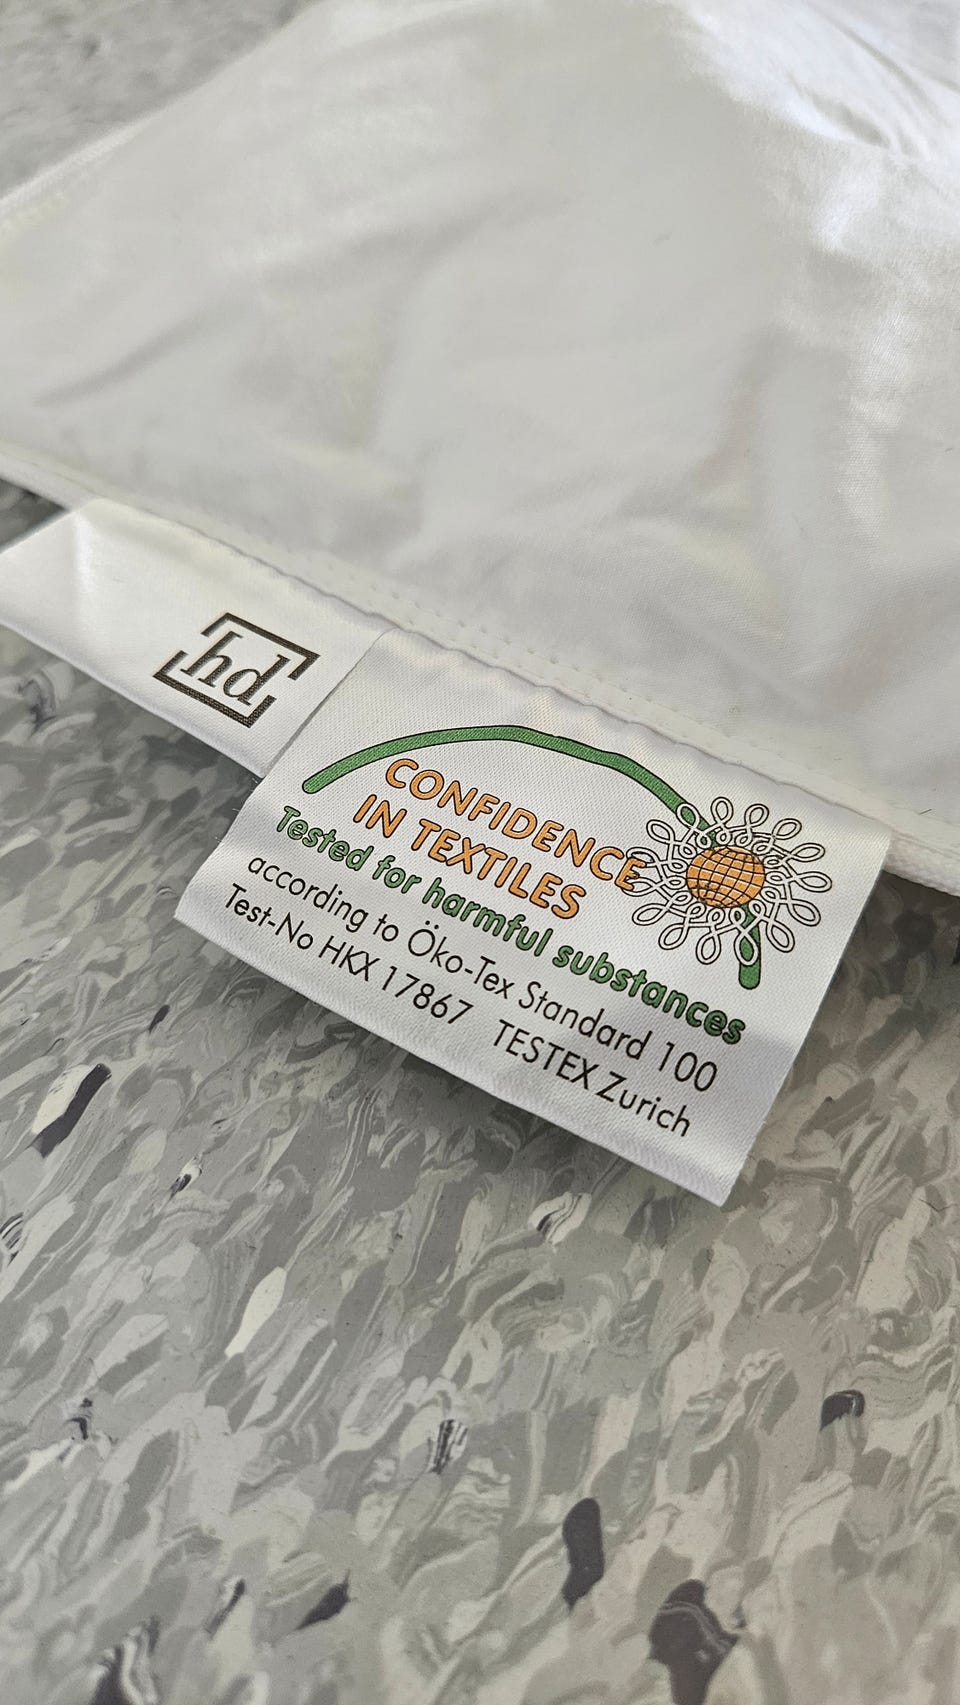 hd
CONFIDENCE
IN TEXTILES
Tested for harmful substances
according to Öko-Tex Standard 100
Test-No HKX 17867 TESTEX Zurich